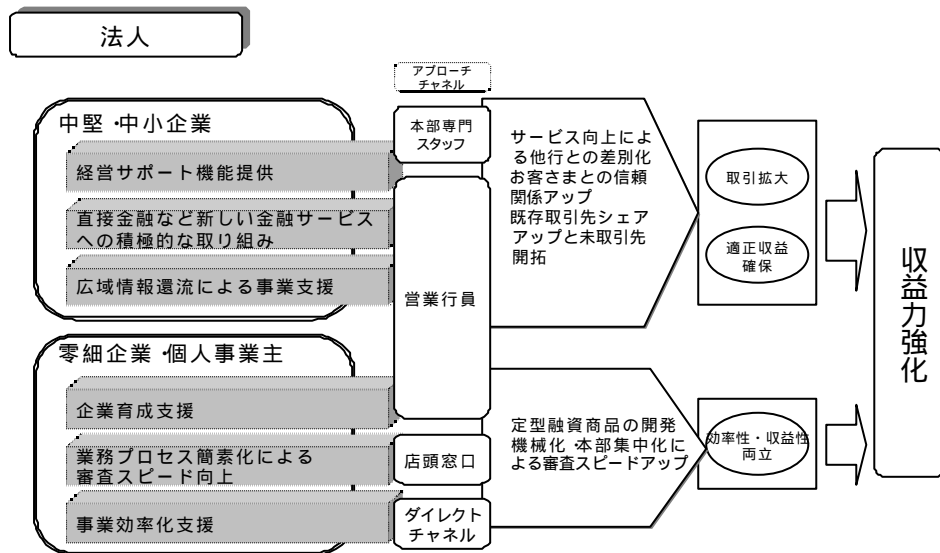 法人
アプローチ
チャネル
中堅・中小企業
経営サポート機能提供
直接金融など新しい金融サービス
への積極的な取り組み
広域情報還流による事業支援
零細企業・個人事業主
企業育成支援
業務プロセス簡素化による
審査スピード向上
事業効率化支援
本部専門
スタッフ
営業行員
店頭窓口
ダイレクト
チャネル
サービス向上によ
る他行との差別化
お客さまとの信頼
関係アップ
既存取引先シェア
アップと未取引先
開拓
定型融資商品の開発
機械化・本部集中化に
よる審査スピードアップ
取引拡大
適正収益
確保
効率性・収益性
両立
収益力強化